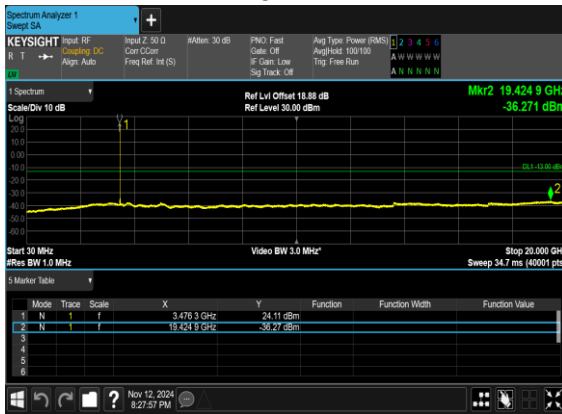 Spectrum Analyzer 1
Swept SA
+
KEYSIGHT Input: RF Input Z: 50 Ω #Atten: 30 dB PNO: Fast Avg Type: Power (RMS) 1 2 3 4 5 6
R T Coupling: DC Corr CCorr Gate: Off Avg|Hold: 100/100 A W W W W W
Align: Auto Freq Ref: Int (S) IF Gain: Low Trig: Free Run
Sig Track: Off A N N N N N
1 Spectrum Ref Lvl Offset 18.88 dB Mkr2 19.424 9 GHz
Scale/Div 10 dB Ref Level 30.00 dBm -36.271 dBm
Log
20.0
10.0
0.00
-10.0
-20.0
-30.0
-40.0
-50.0
-60.0
1
DL1 -13.00 dBm
2
Start 30 MHz Video BW 3.0 MHz* Stop 20.000 GHz
#Res BW 1.0 MHz Sweep 34.7 ms (40001 pts)
5 Marker Table
Mode Trace Scale X Y Function Function Width Function Value
1 N 1 f 3.476 3 GHz 24.11 dBm
2 N 1 f 19.424 9 GHz -36.27 dBm
3
4
5
6
? Nov 12, 2024
8:27:57 PM